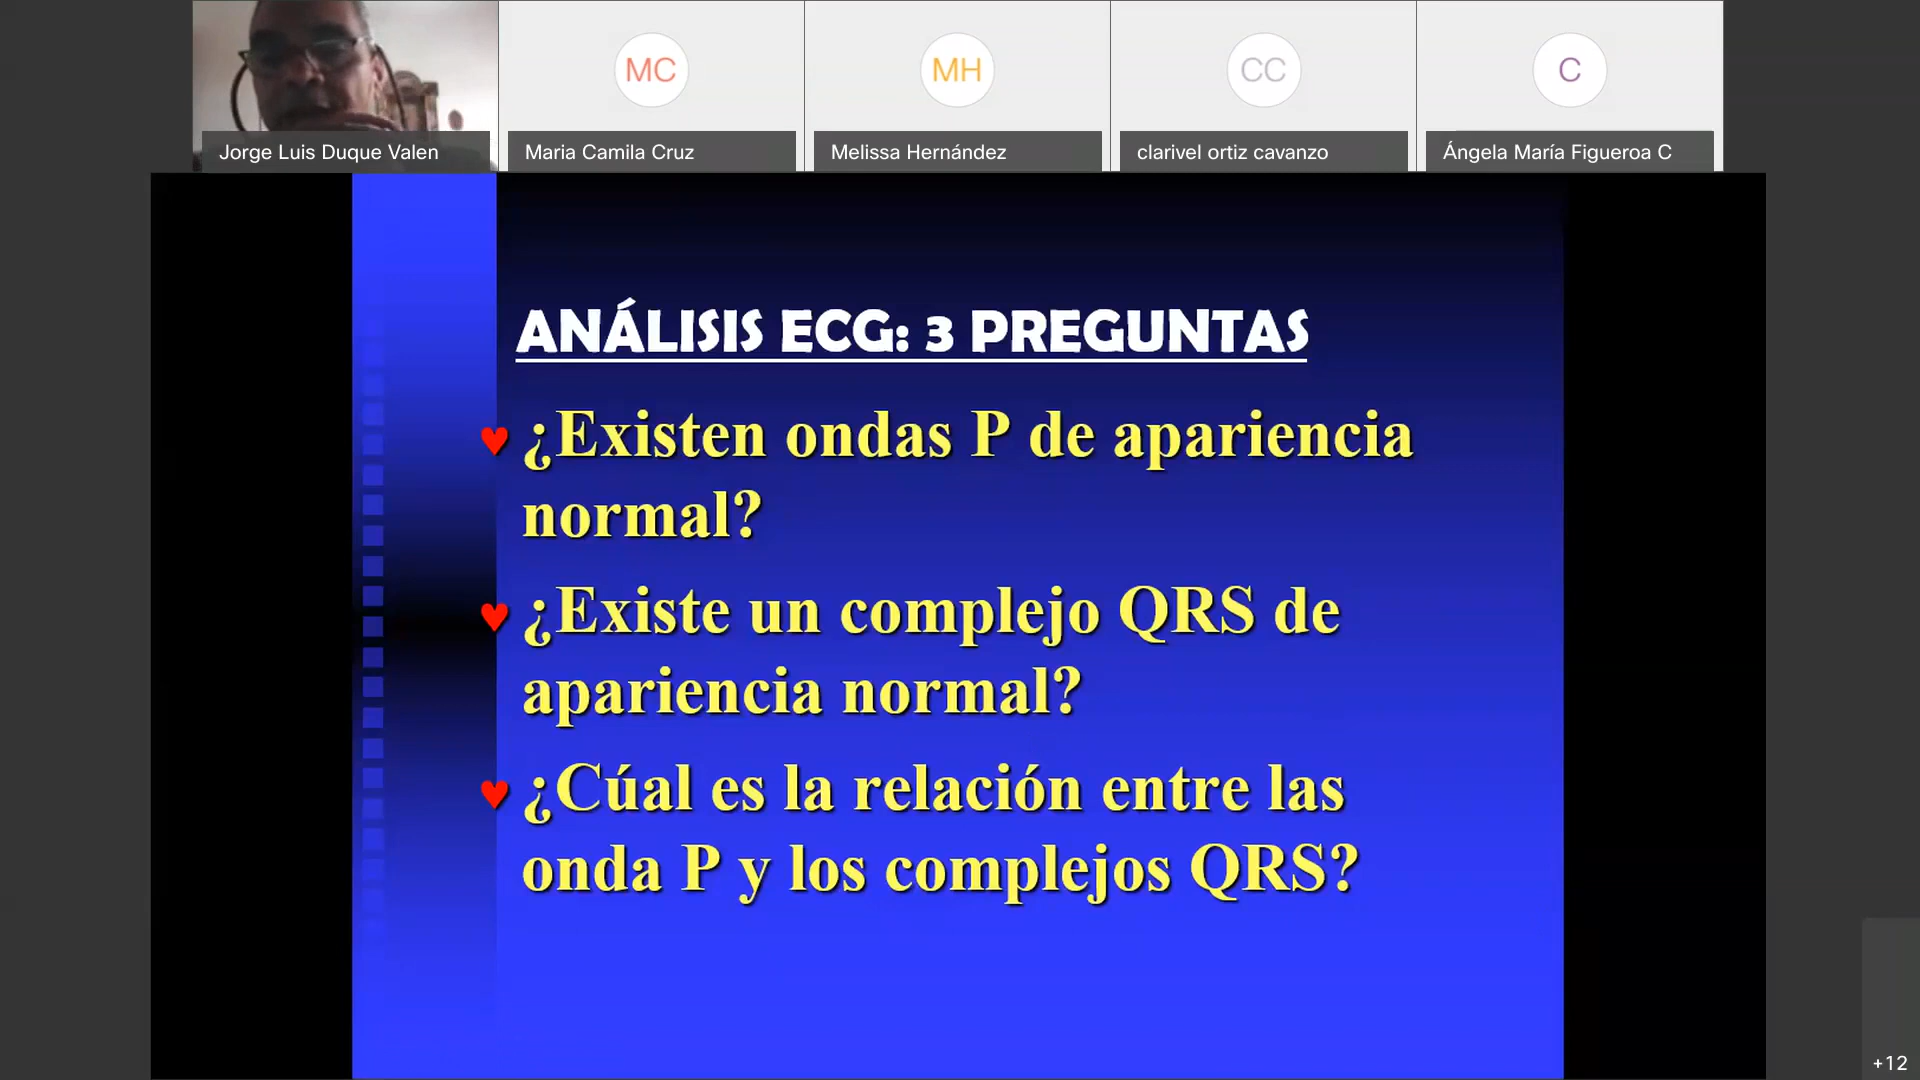 MC
MH
CC
C
Jorge Luis Duque Valen
Maria Camila Cruz
Melissa Hernández
clarivel ortiz cavanzo
Ángela María Figueroa C
ANÁLISIS ECG: 3 PREGUNTAS
♥ ¿Existen ondas P de apariencia
normal?
♥ ¿Existe un complejo QRS de
apariencia normal?
♥ ¿Cúal es la relación entre las
onda P y los complejos QRS?
+12